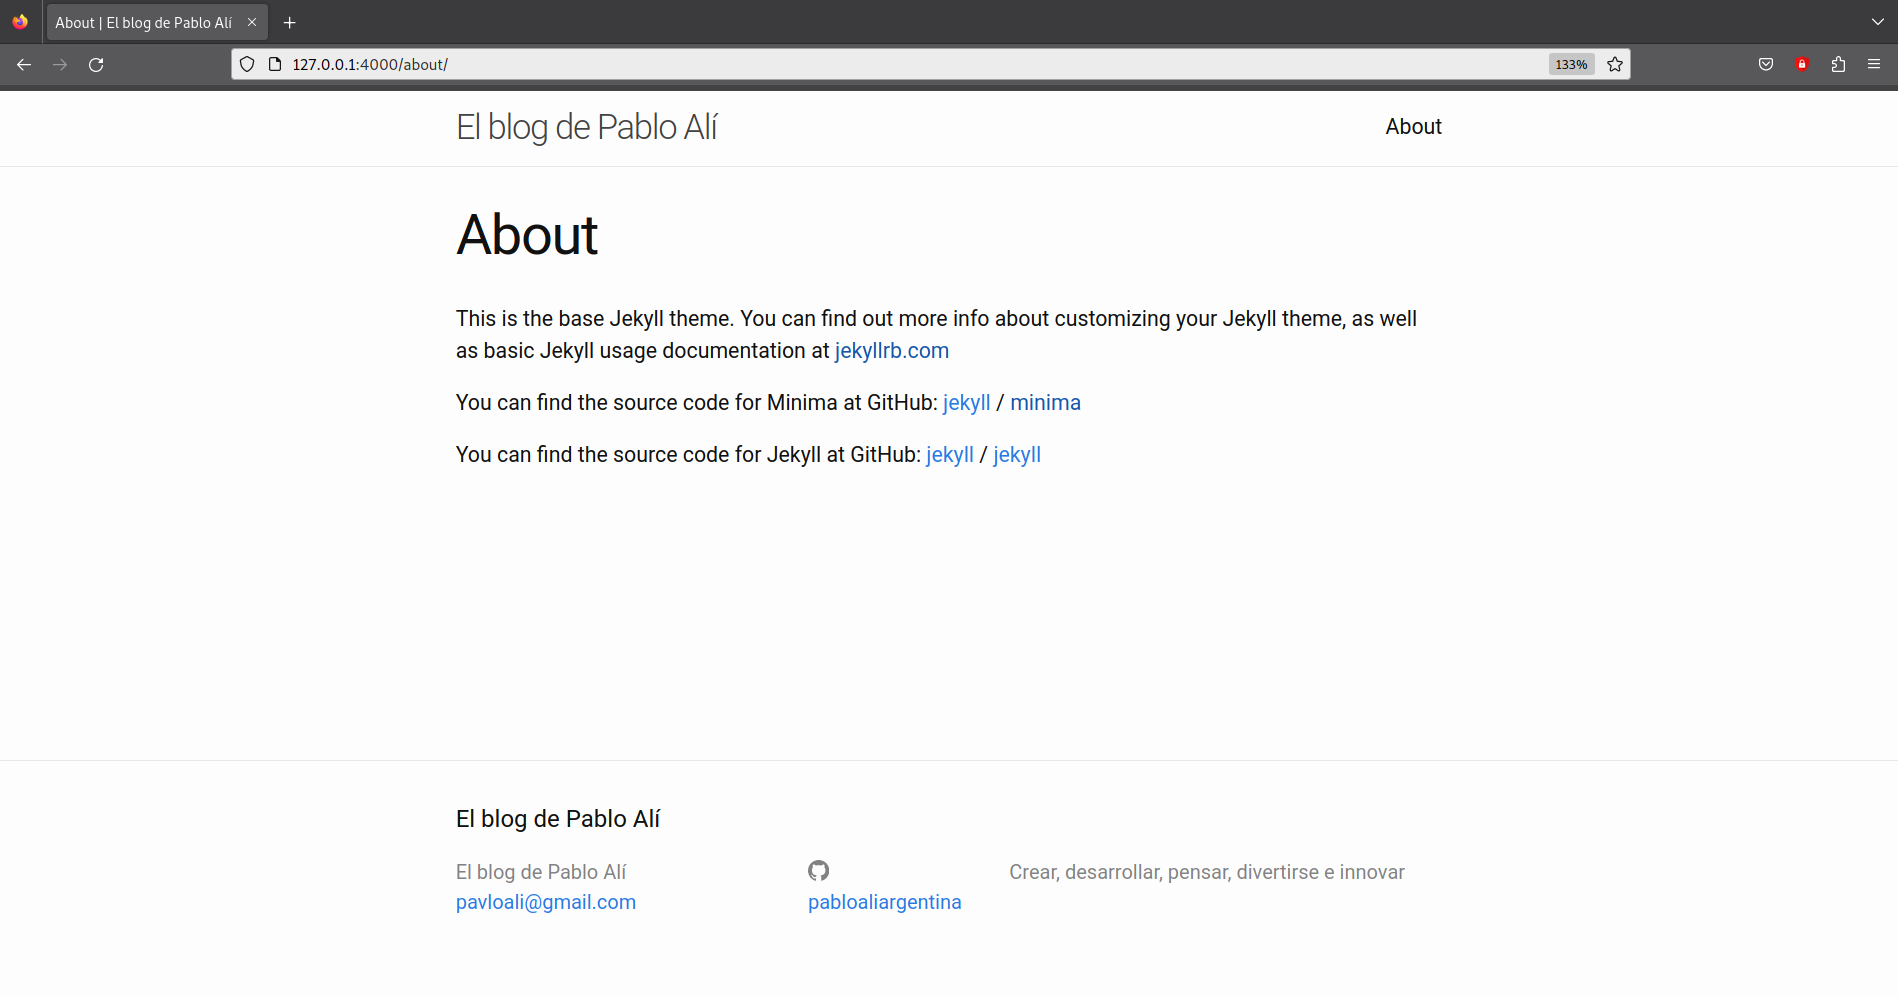 About | El blog de Pablo Alí
127.0.0.1:4000/about/
133%
El blog de Pablo Alí
About
About
This is the base Jekyll theme. You can find out more info about customizing your Jekyll theme, as well
as basic Jekyll usage documentation at jekyllrb.com
You can find the source code for Minima at GitHub: jekyll / minima
You can find the source code for Jekyll at GitHub: jekyll / jekyll
El blog de Pablo Alí
El blog de Pablo Alí
pavloali@gmail.com
pabloaliargentina
Crear, desarrollar, pensar, divertirse e innovar